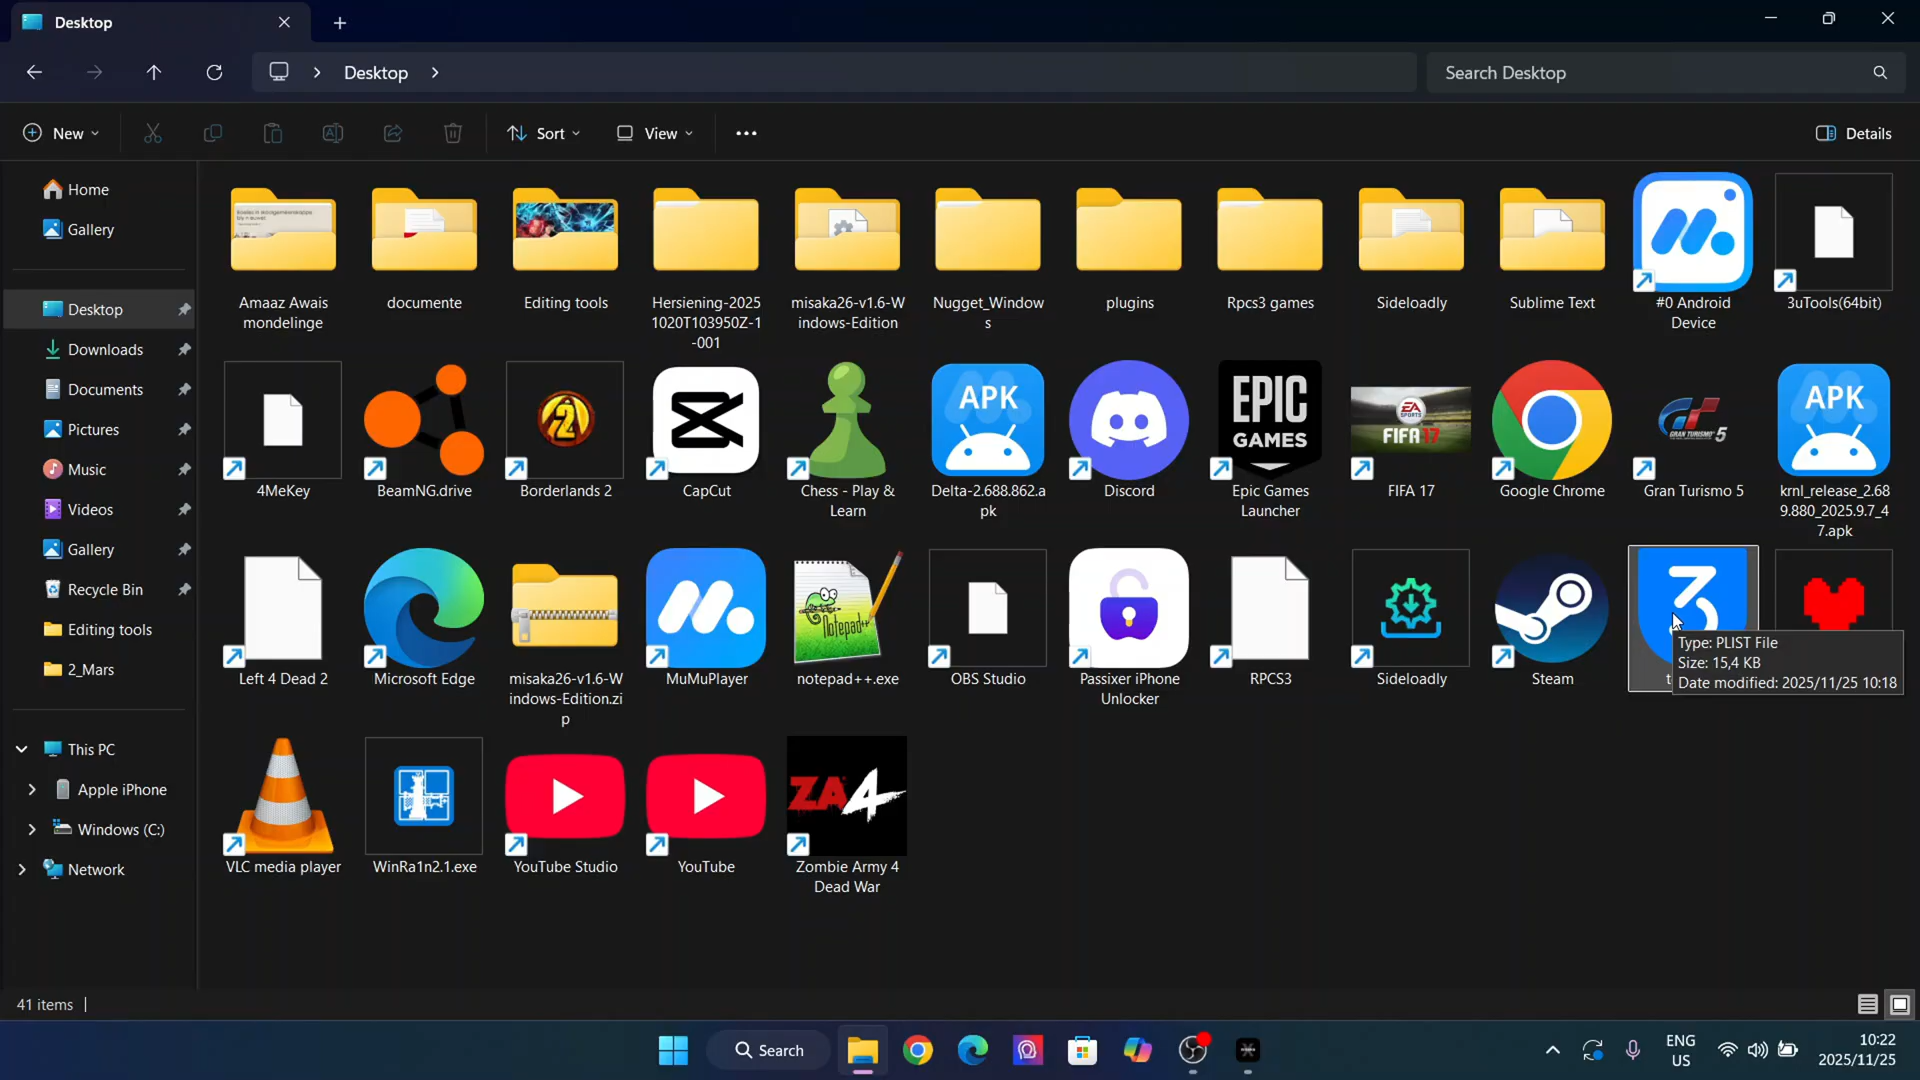 Desktop
Desktop
Search Desktop
New
Sort
View
Details
Home
Gallery
Desktop
Downloads
Documents
Pictures
Music
Videos
Gallery
Recycle Bin
Editing tools
2_Mars
This PC
Apple iPhone
Windows (C:)
Network
Amaaz Awais
mondelinge
documente
Editing tools
Hersiening-2025
1020T103950Z-1
-001
misaka26-v1.6-W
indows-Edition
Nugget_Window
s
plugins
Rpcs3 games
Sideloadly
Sublime Text
#0 Android
Device
3uTools(64bit)
4MeKey
BeamNG.drive
2
Borderlands 2
CapCut
Chess - Play &
Learn
APK
Delta-2.688.862.a
pk
Discord
EPIC
GAMES
Epic Games
Launcher
EA
SPORTS
FIFA 17
FIFA 17
Google Chrome
GRAN TURISMO 5
Gran Turismo 5
APK
krnl_release_2.68
9.880_2025.9.7_4
7.apk
Left 4 Dead 2
Microsoft Edge
misaka26-v1.6-W
indows-Edition.zi
p
MuMuPlayer
Notepad++
notepad++.exe
OBS Studio
Passixer iPhone
Unlocker
RPCS3
Sideloadly
Steam
3
Type: PLIST File
Size: 15,4 KB
Date modified: 2025/11/25 10:18
VLC media player
WinRa1n2.1.exe
YouTube Studio
YouTube
ZA4
Zombie Army 4
Dead War
41 items
Search
ENG
US
10:22
2025/11/25